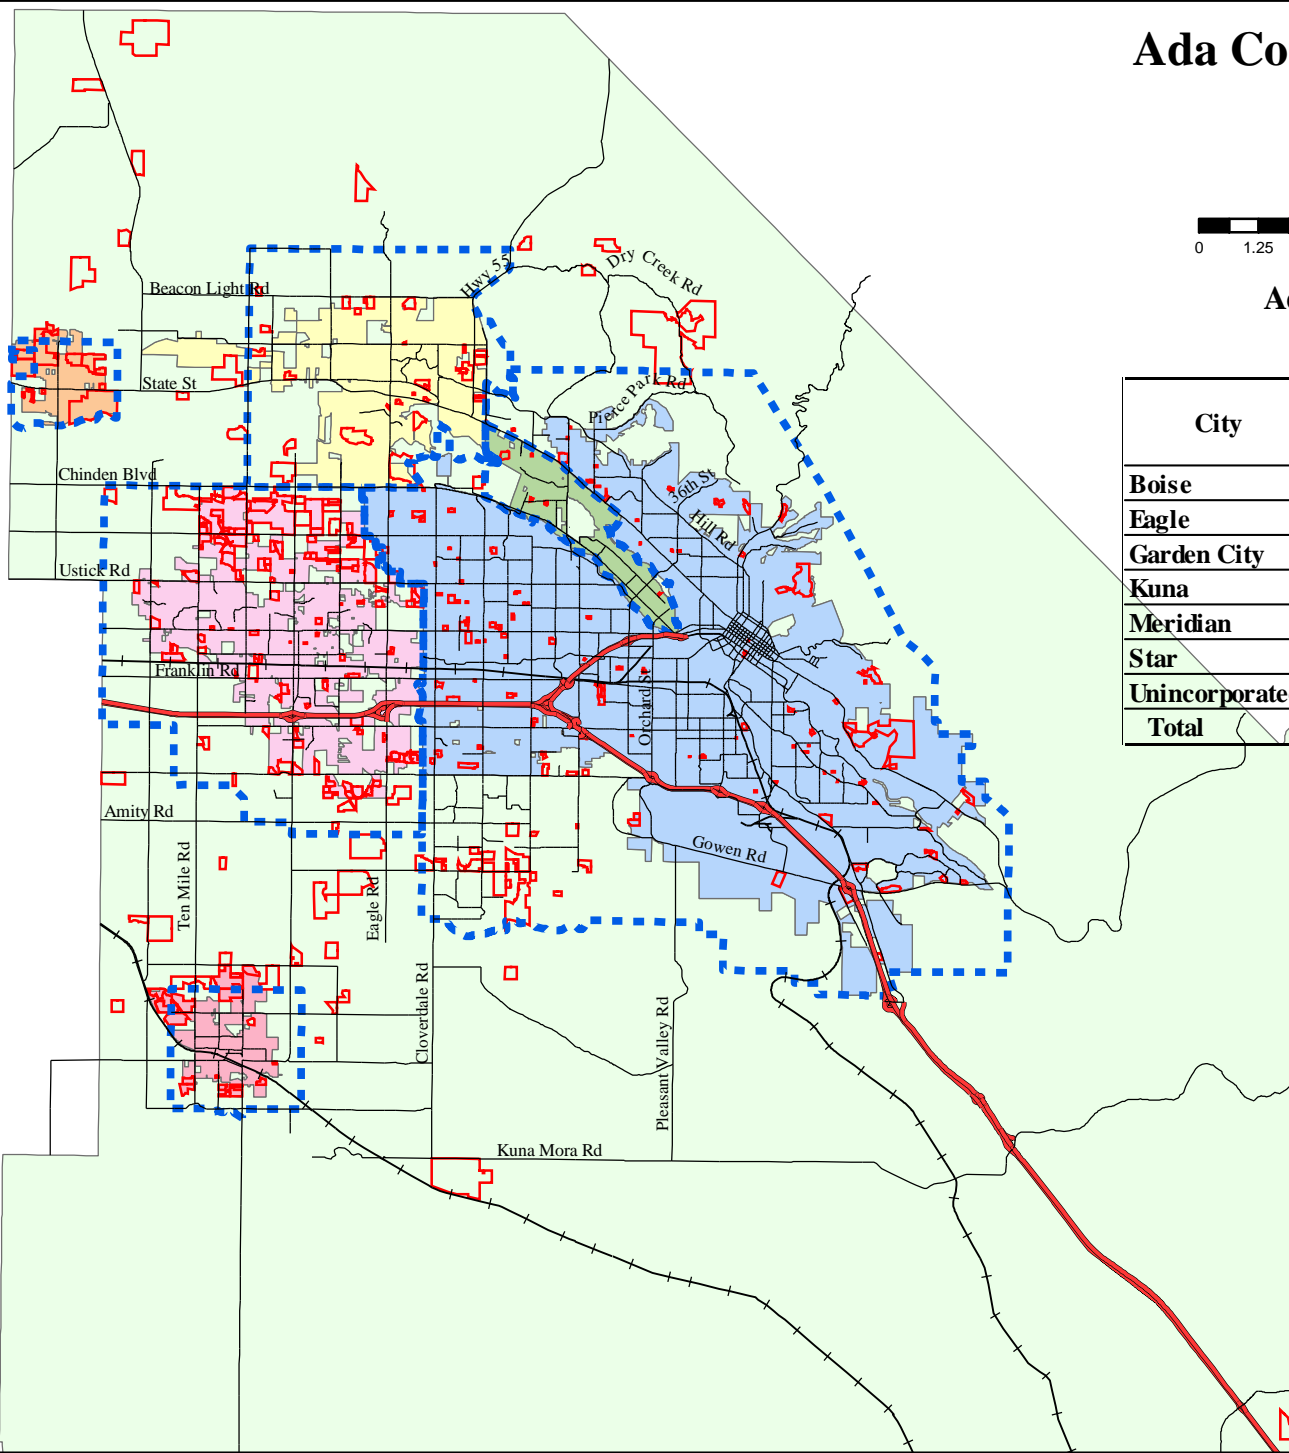 Ada Co
0 1.25
A
City
Boise
Eagle
Garden City
Kuna
Meridian
Star
Unincorporate
Total
Hwy 55
Dry Creek Rd
Beacon Light Rd
State St
Pierce Park Rd
Chinden Blvd
36th St
Hill Rd
Ustick Rd
Franklin Rd
Orchard St
Amity Rd
Gowen Rd
Ten Mile Rd
Eagle Rd
Cloverdale Rd
Pleasant Valley Rd
Kuna Mora Rd